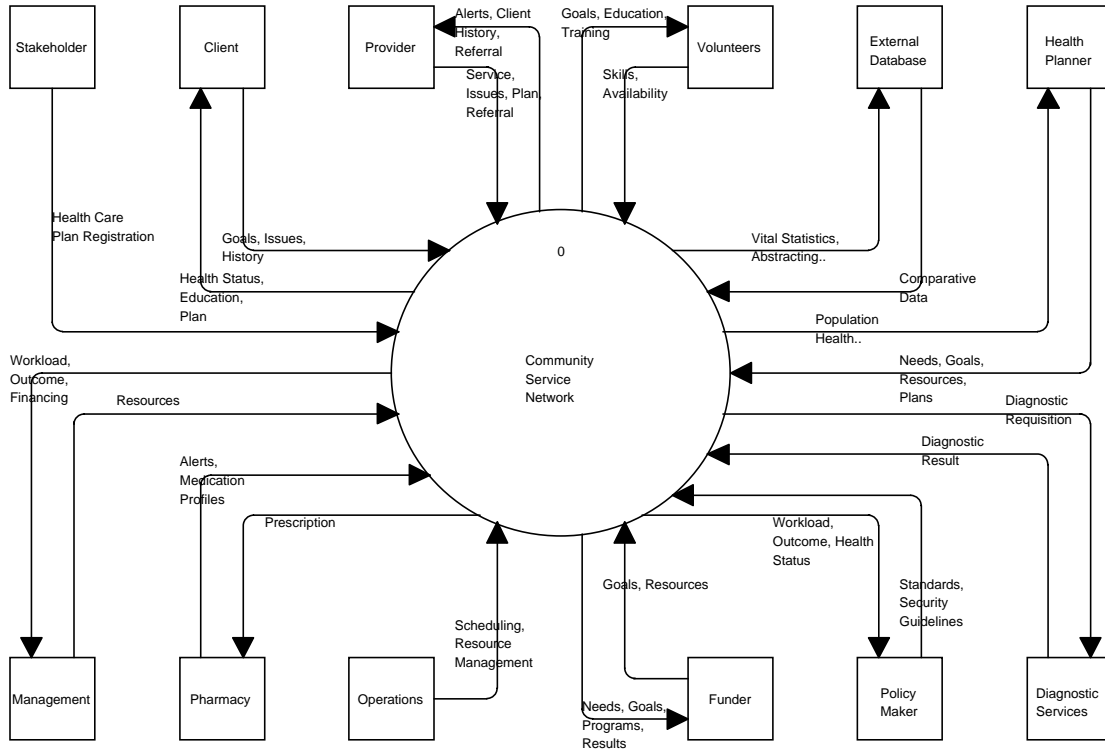 Stakeholder
Client
Provider
Alerts, Client
History,
Referral
Service,
Issues, Plan,
Referral
Goals, Education,
Training
Volunteers
Skills,
Availability
External
Database
Health
Planner
Health Care
Plan Registration
Goals, Issues,
History
Health Status,
Education,
Plan
0
Vital Statistics,
Abstracting..
Comparative
Data
Population
Health..
Community
Service
Network
Workload,
Outcome,
Financing
Resources
Needs, Goals,
Resources,
Plans
Diagnostic
Requisition
Diagnostic
Result
Alerts,
Medication
Profiles
Prescription
Workload,
Outcome, Health
Status
Goals, Resources
Standards,
Security
Guidelines
Scheduling,
Resource
Management
Needs, Goals,
Programs,
Results
Management
Pharmacy
Operations
Funder
Policy
Maker
Diagnostic
Services